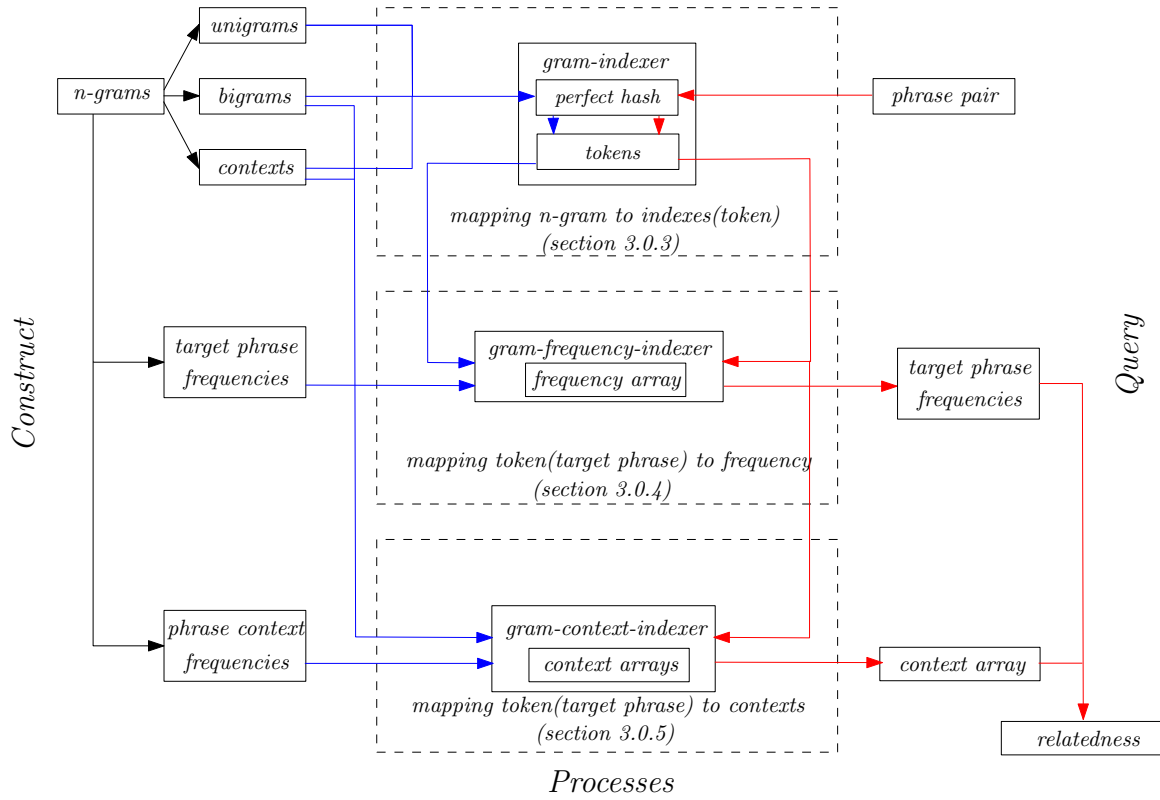 unigrams
n-grams
bigrams
contexts
gram-indexer
perfect hash
tokens
phrase pair
mapping n-gram to indexes(token)
(section 3.0.3)
Construct
target phrase
frequencies
gram-frequency-indexer
frequency array
target phrase
frequencies
Query
mapping token(target phrase) to frequency
(section 3.0.4)
phrase context
frequencies
gram-context-indexer
context arrays
context array
mapping token(target phrase) to contexts
(section 3.0.5)
relatedness
Processes